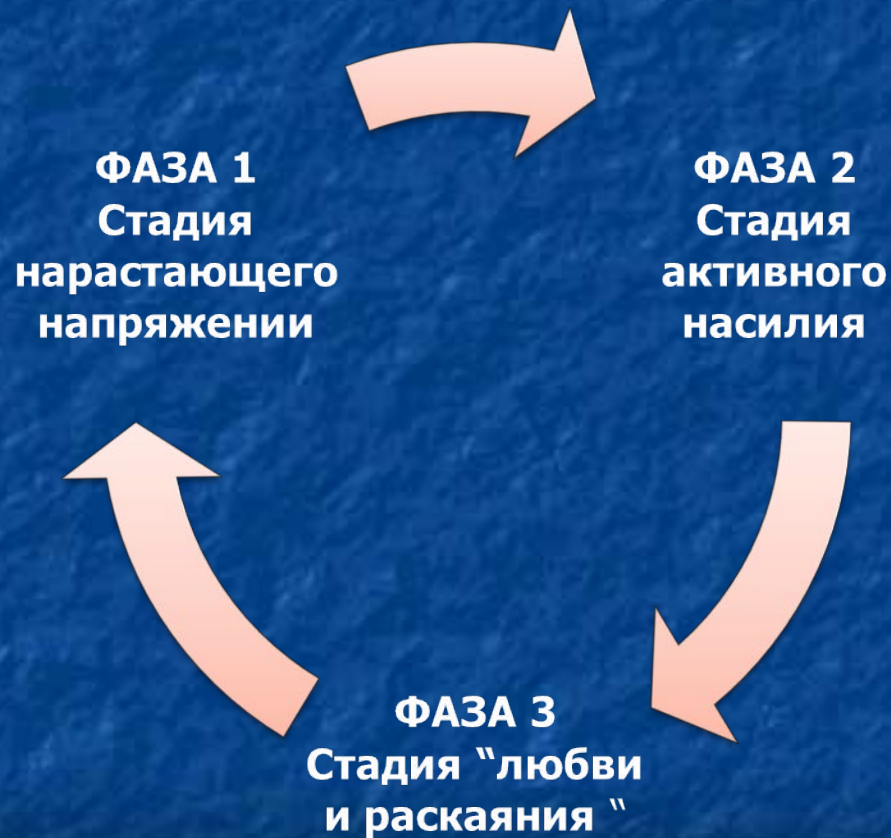 ФАЗА 1
Стадия
нарастающего
напряжении
ФАЗА 2
Стадия
активного
насилия
ФАЗА 3
Стадия “любви
и раскаяния “